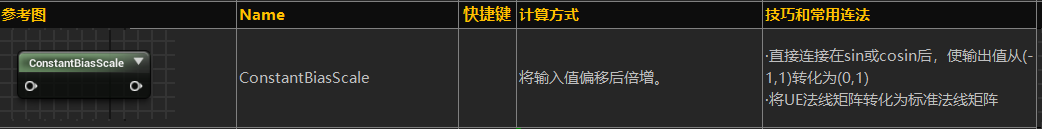 参考图 Name 快捷键 计算方式 技巧和常用连法
ConstantBiasScale
ConstantBiasScale
将输入值偏移后倍增。
·直接连接在sin或cosin后，使输出值从(-
1,1)转化为(0,1)
·将UE法线矩阵转化为标准法线矩阵